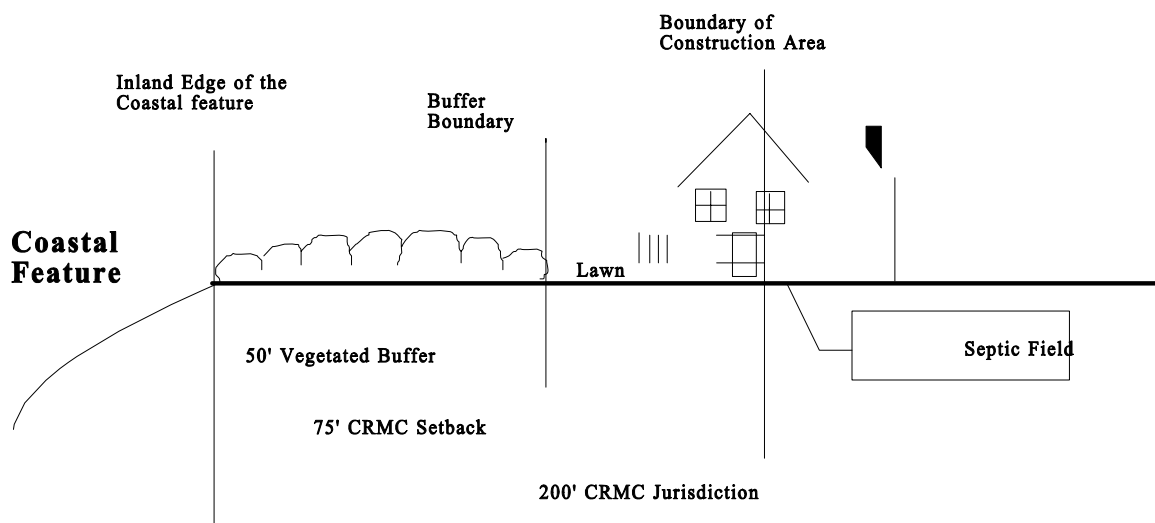 Boundary of
Construction Area
Inland Edge of the
Coastal feature
Buffer
Boundary
Coastal
Feature
Lawn
50' Vegetated Buffer
Septic Field
75' CRMC Setback
200' CRMC Jurisdiction